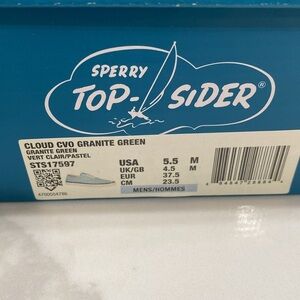 SPERRY
TOP-SIDER®
CLOUD CVO GRANITE GREEN
GRANITE GREEN
VERT CLAIR/PASTEL
STS17597
USA 5.5 M
UK/GB 4.5 M
EUR 37.5
CM 23.5
MENS/HOMMES